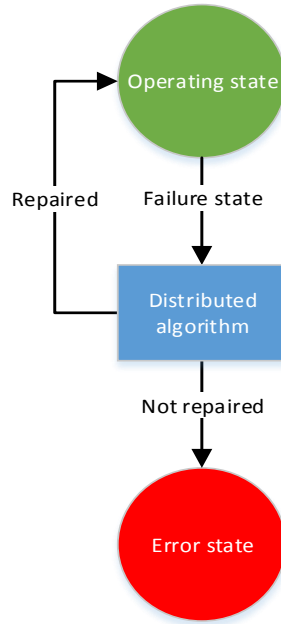 Operating state
Repaired
Failure state
Distributed
algorithm
Not repaired
Error state